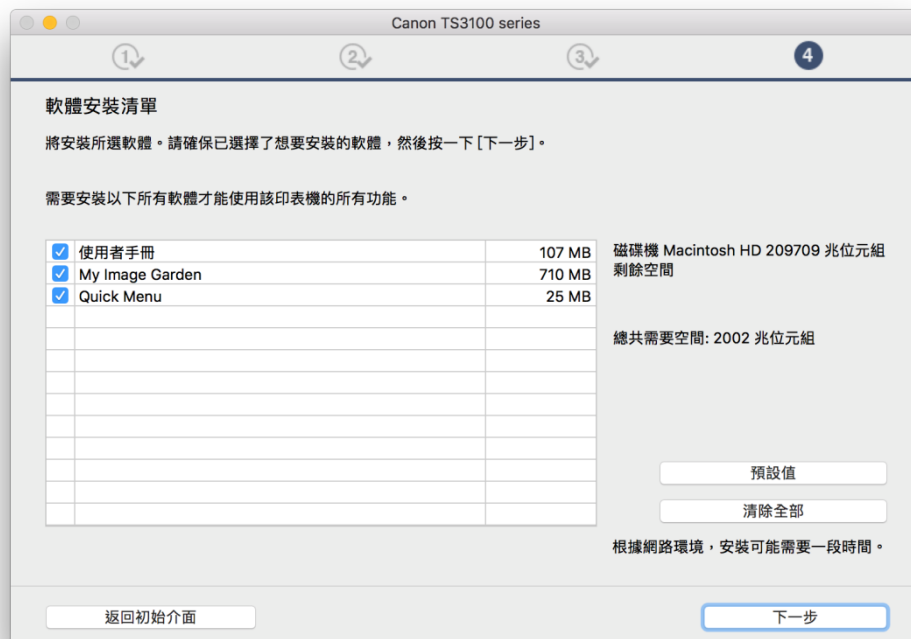 Canon TS3100 series
1
2
3
4
軟體安裝清單
將安裝所選軟體。請確保已選擇了想要安裝的軟體，然後按一下 [下一步]。
需要安裝以下所有軟體才能使用該印表機的所有功能。
使用者手冊 107 MB
My Image Garden 710 MB
Quick Menu 25 MB
磁碟機 Macintosh HD 209709 兆位元組
剩餘空間
總共需要空間: 2002 兆位元組
預設值
清除全部
根據網路環境，安裝可能需要一段時間。
返回初始介面
下一步